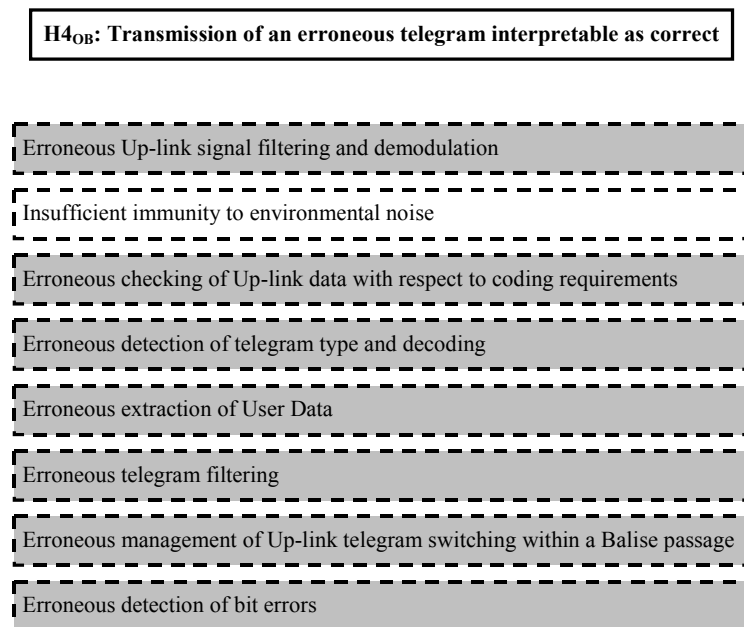 H4OB: Transmission of an erroneous telegram interpretable as correct
Erroneous Up-link signal filtering and demodulation
Insufficient immunity to environmental noise
Erroneous checking of Up-link data with respect to coding requirements
Erroneous detection of telegram type and decoding
Erroneous extraction of User Data
Erroneous telegram filtering
Erroneous management of Up-link telegram switching within a Balise passage
Erroneous detection of bit errors